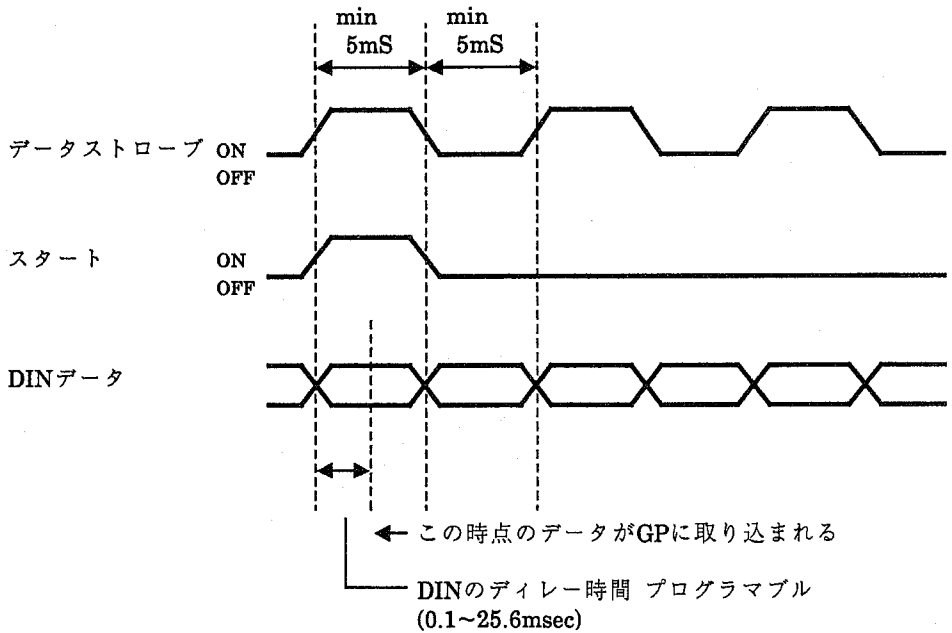 min
5mS
min
5mS
データストローブ ON
OFF
スタート ON
OFF
DINデータ
この時点のデータがGPに取り込まれる
DINのディレー時間 プログラマブル
(0.1~25.6msec)